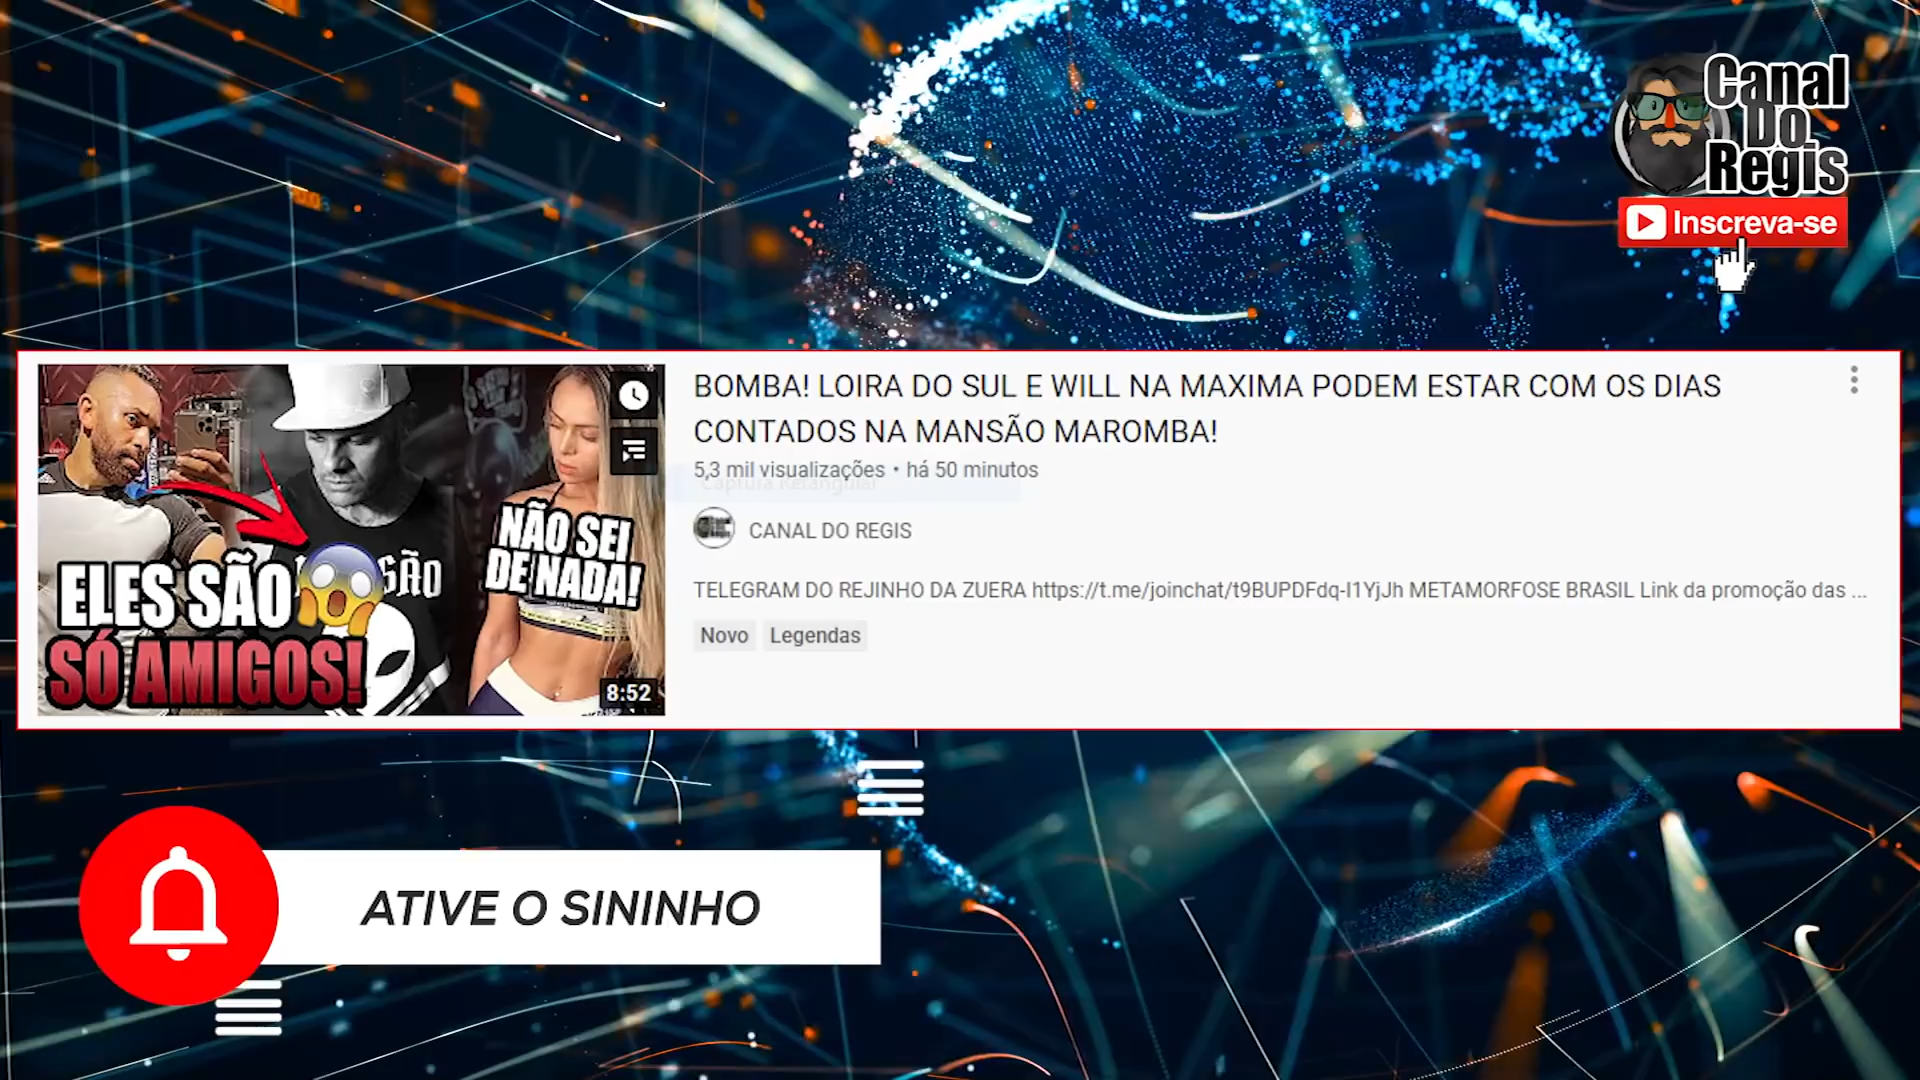 Canal
Do
Regis
Inscreva-se
BOMBA! LOIRA DO SUL E WILL NA MAXIMA PODEM ESTAR COM OS DIAS
CONTADOS NA MANSÃO MAROMBA!
5,3 mil visualizações • há 50 minutos
Captura Retangular
CANAL DO REGIS
TELEGRAM DO REJINHO DA ZUERA https://t.me/joinchat/t9BUPDFdq-I1YjJh METAMORFOSE BRASIL Link da promoção das ...
Novo Legendas
NÃO SEI
DE NADA!
ELES SÃO
SÓ AMIGOS!
SÃO
8:52
ATIVE O SININHO